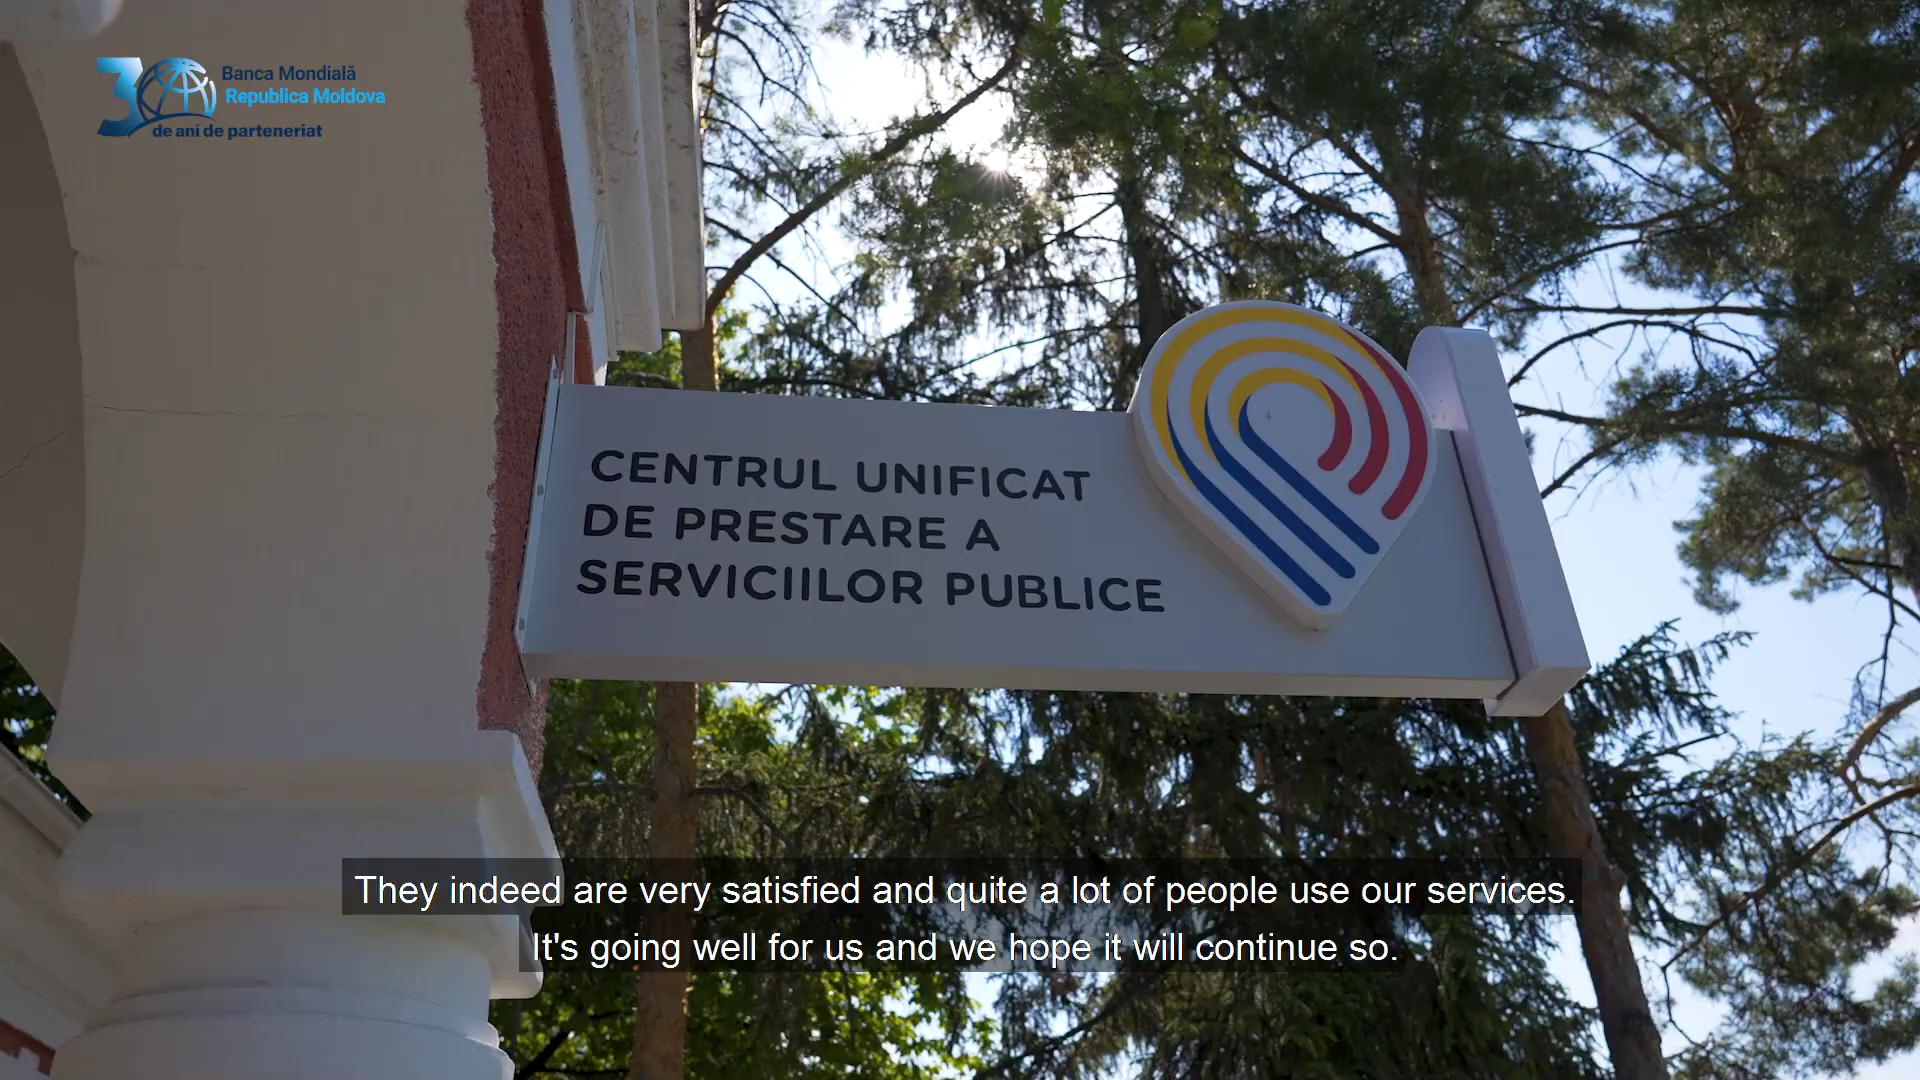 30
Banca Mondială
Republica Moldova
de ani de parteneriat
CENTRUL UNIFICAT
DE PRESTARE A
SERVICIILOR PUBLICE
They indeed are very satisfied and quite a lot of people use our services.
It's going well for us and we hope it will continue so.